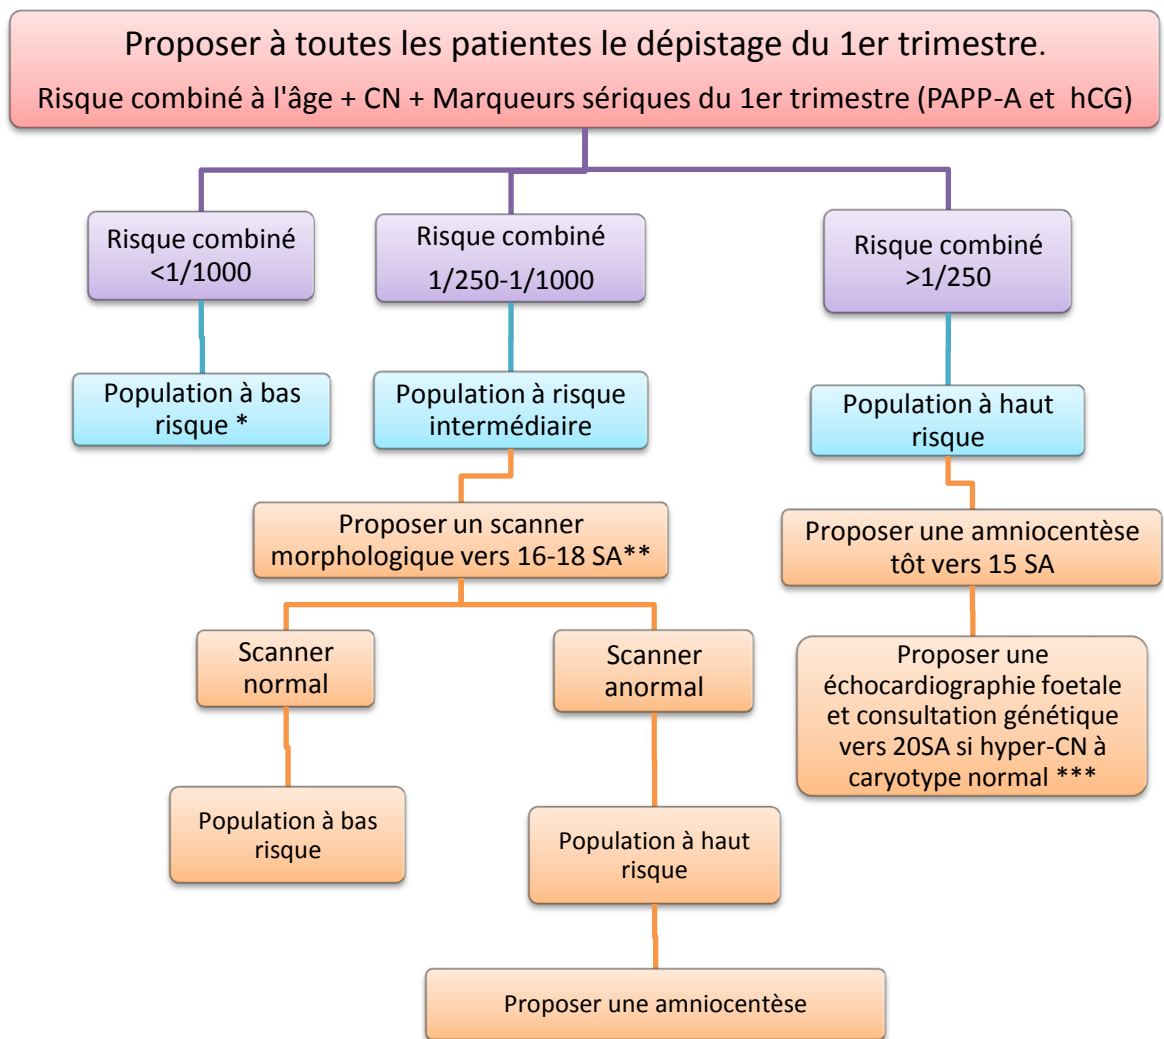 Proposer à toutes les patientes le dépistage du 1er trimestre.
Risque combiné à l'âge + CN + Marqueurs sériques du 1er trimestre (PAPP-A et hCG)
Risque combiné
<1/1000
Risque combiné
1/250-1/1000
Risque combiné
>1/250
Population à bas
risque *
Population à risque
intermédiaire
Population à haut
risque
Proposer un scanner
morphologique vers 16-18 SA**
Proposer une amniocentèse
tôt vers 15 SA
Scanner
normal
Scanner
anormal
Proposer une
échocardiographie foetale
et consultation génétique
vers 20SA si hyper-CN à
caryotype normal ***
Population à bas
risque
Population à haut
risque
Proposer une amniocentèse